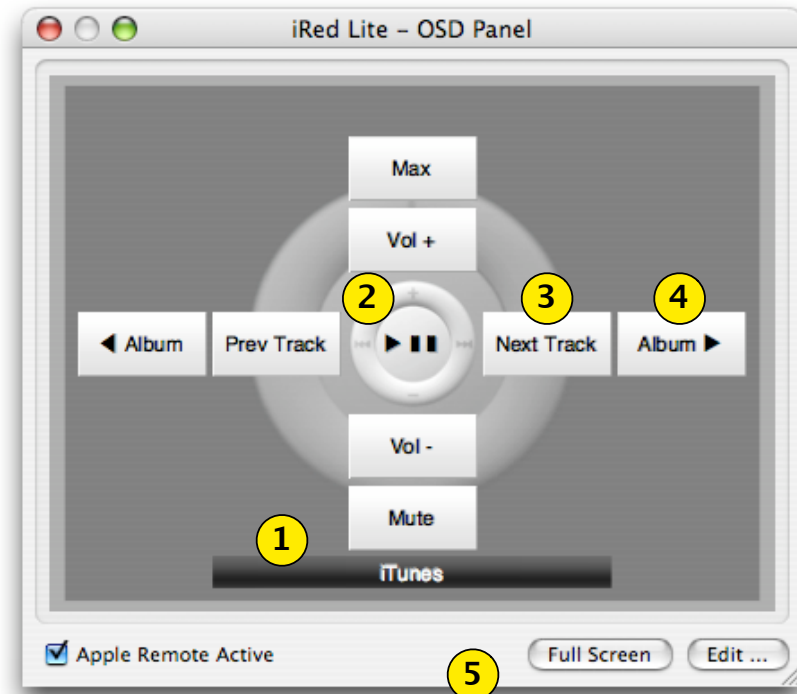 iRed Lite – OSD Panel
Max
Vol +
2
3
4
◀ Album
Prev Track
▶ ▮▮
Next Track
Album ▶
Vol -
Mute
1
iTunes
Apple Remote Active
5
Full Screen
Edit ...